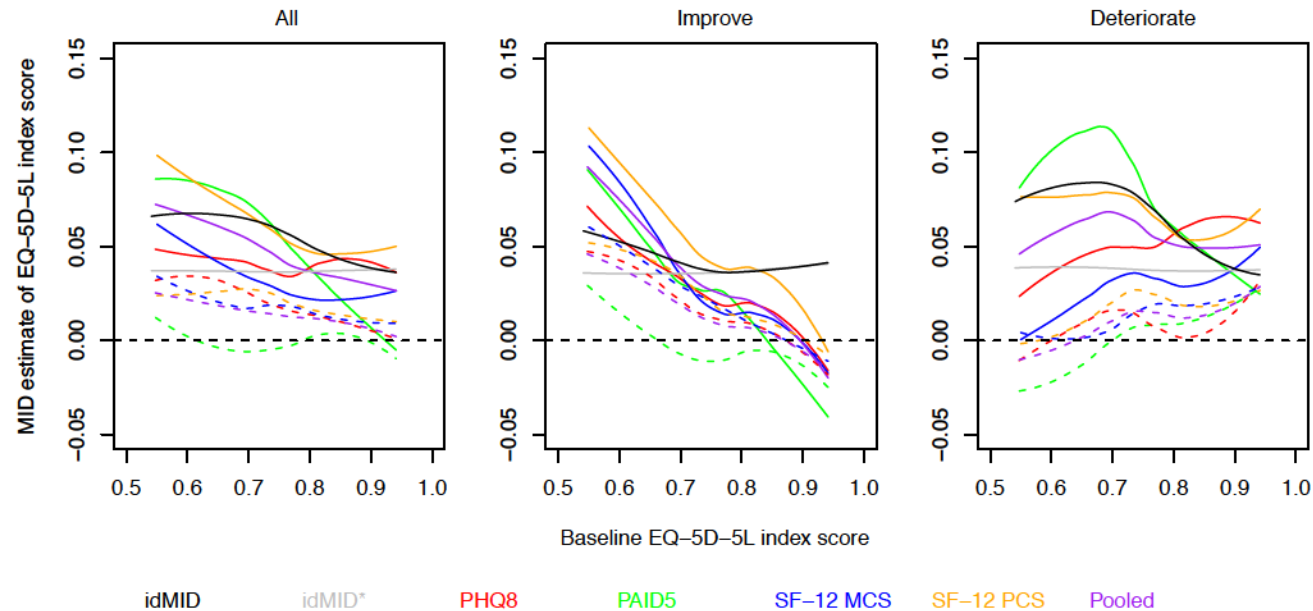 All
Improve
Deteriorate
MID estimate of EQ–5D–5L index score
0.15
0.10
0.05
0.00
−0.05
0.15
0.10
0.05
0.00
−0.05
0.15
0.10
0.05
0.00
−0.05
0.5 0.6 0.7 0.8 0.9 1.0
0.5 0.6 0.7 0.8 0.9 1.0
0.5 0.6 0.7 0.8 0.9 1.0
Baseline EQ–5D–5L index score
idMID idMID* PHQ8 PAID5 SF–12 MCS SF–12 PCS Pooled